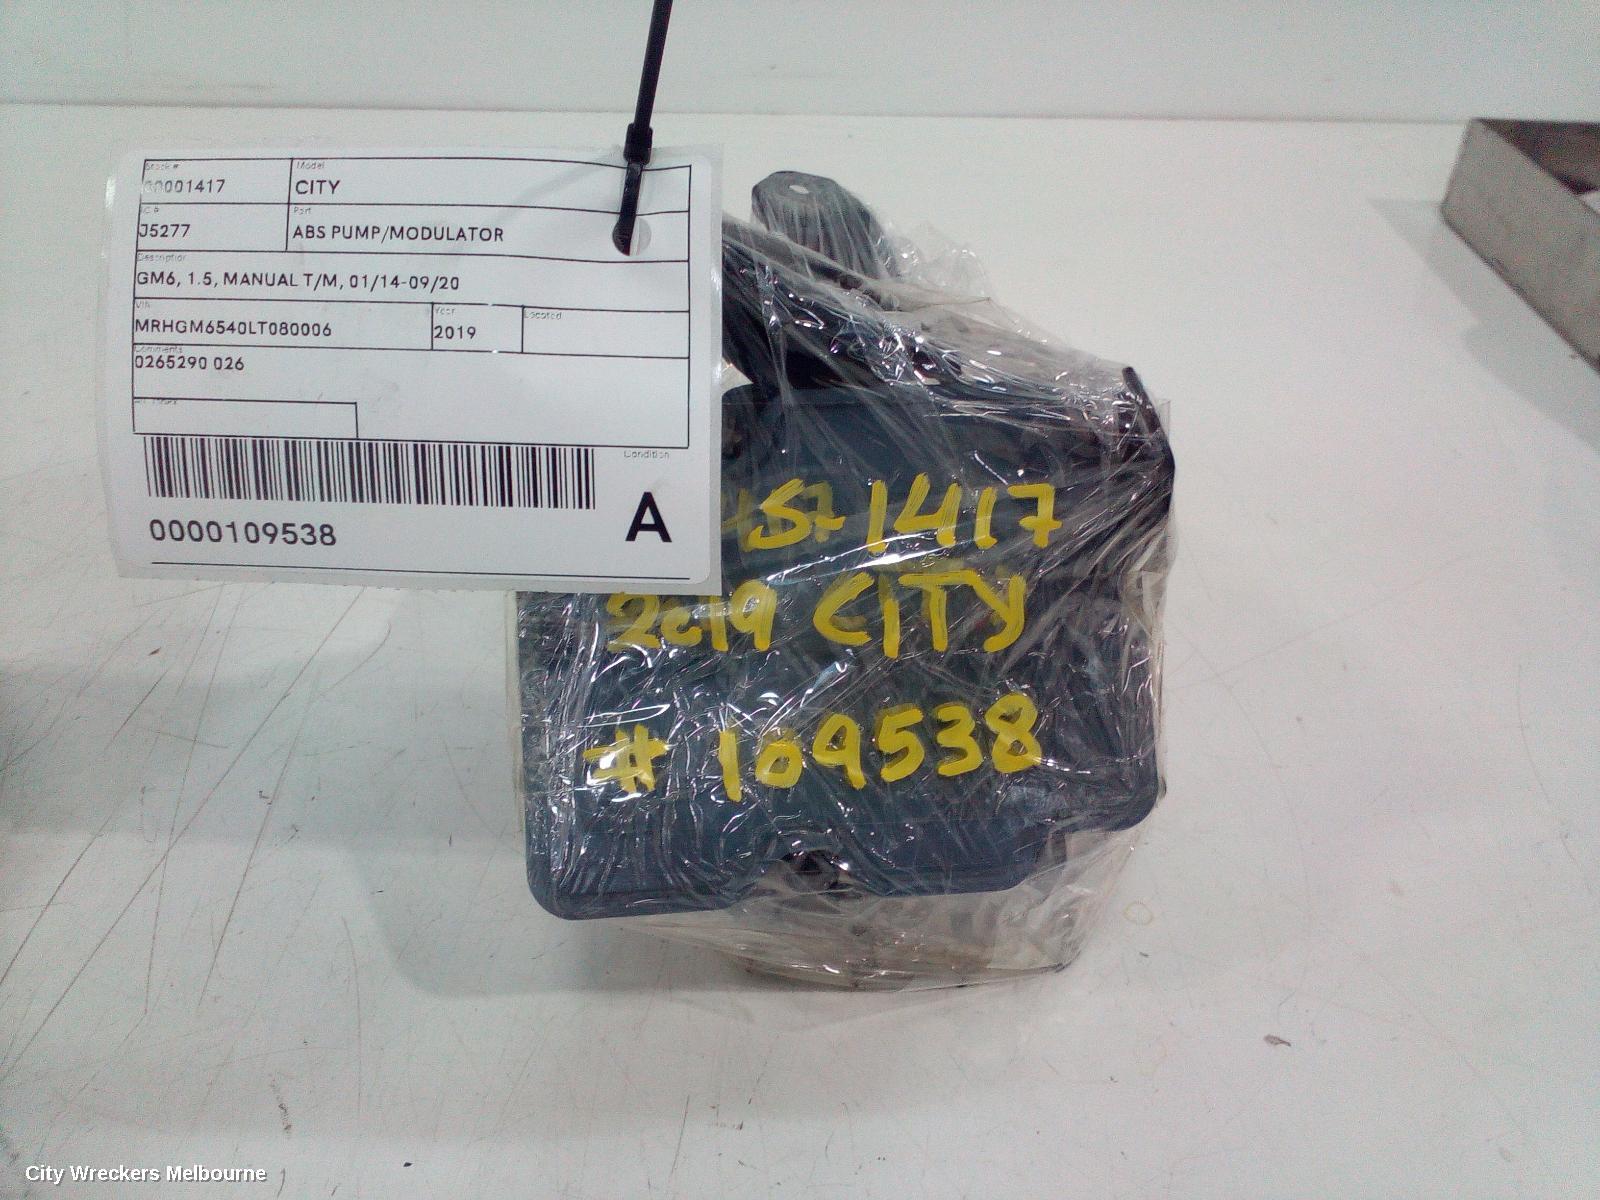 Stock # Model
00001417 CITY
IC # Part
J5277 ABS PUMP/MODULATOR
Description
GM6, 1.5, MANUAL T/M, 01/14-09/20
VIN Year Located
MRHGM6540LT080006 2019
Comments
0265290 026
Condition
A
0000109538
1417
2019 CITY
# 109538
City Wreckers Melbourne